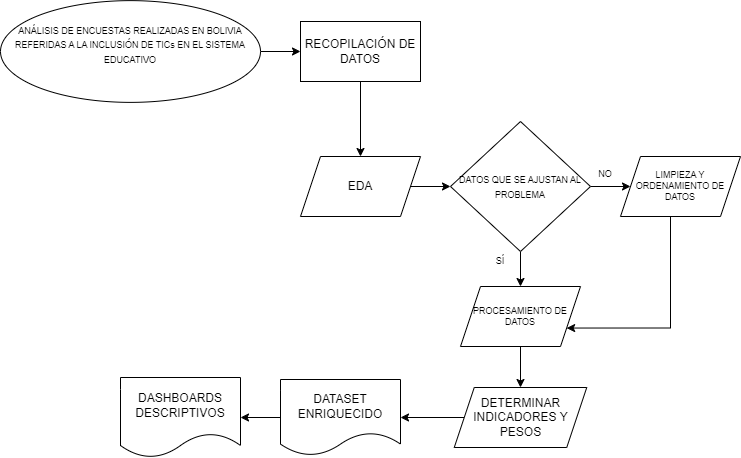 ANÁLISIS DE ENCUESTAS REALIZADAS EN BOLIVIA
REFERIDAS A LA INCLUSIÓN DE TICs EN EL SISTEMA
EDUCATIVO
RECOPILACIÓN DE
DATOS
EDA
DATOS QUE SE AJUSTAN AL
PROBLEMA
NO
LIMPIEZA Y
ORDENAMIENTO DE
DATOS
SÍ
PROCESAMIENTO DE
DATOS
DETERMINAR
INDICADORES Y
PESOS
DATASET
ENRIQUECIDO
DASHBOARDS
DESCRIPTIVOS